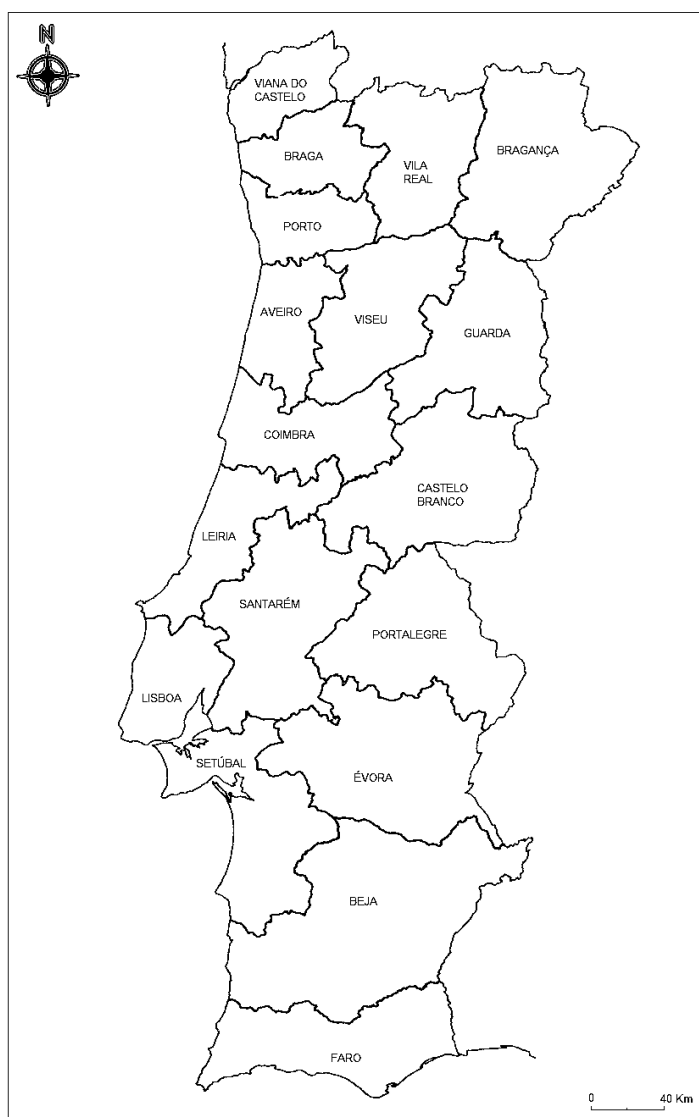 N
VIANA DO
CASTELO
BRAGA
VILA
REAL
BRAGANÇA
PORTO
AVEIRO
VISEU
GUARDA
COIMBRA
CASTELO
BRANCO
LEIRIA
SANTARÉM
PORTALEGRE
LISBOA
SETÚBAL
ÉVORA
BEJA
FARO
0 40 Km